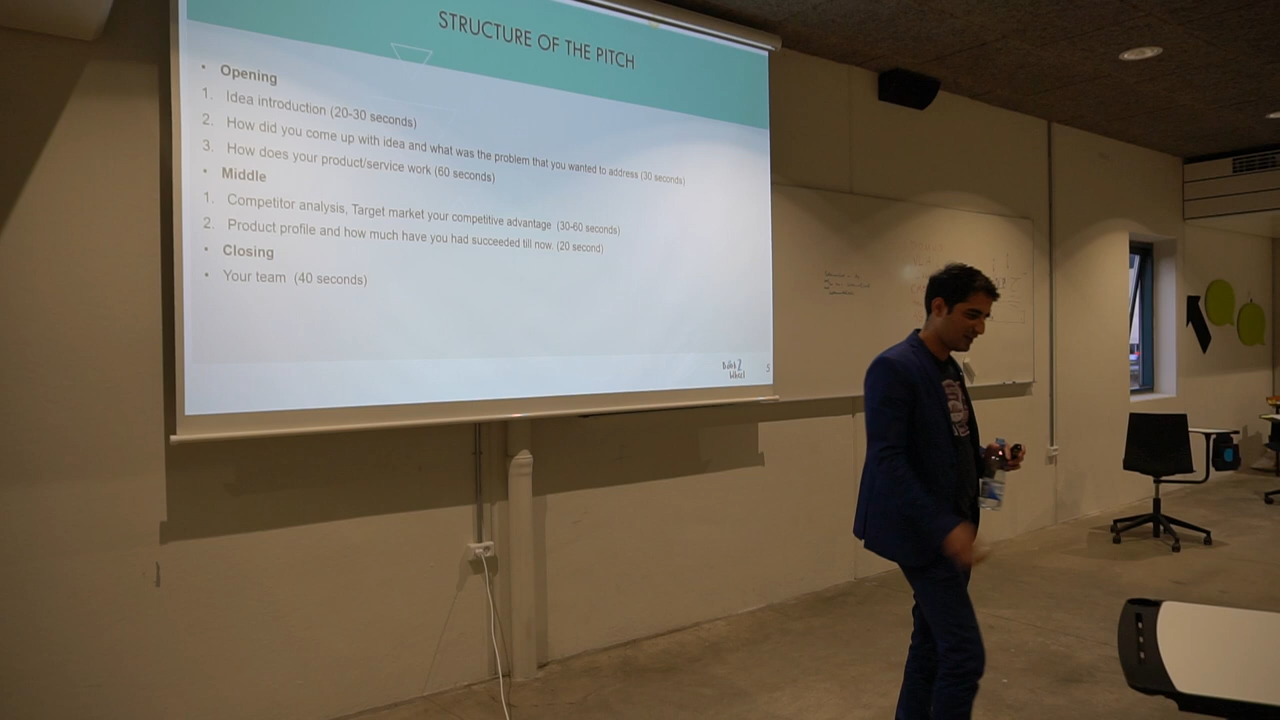 STRUCTURE OF THE PITCH
• Opening
1. Idea introduction (20-30 seconds)
2. How did you come up with idea and what was the problem that you wanted to address (30 seconds)
3. How does your product/service work (60 seconds)
• Middle
1. Competitor analysis, Target market your competitive advantage (30-60 seconds)
2. Product profile and how much have you had succeeded till now. (20 second)
• Closing
• Your team (40 seconds)
5